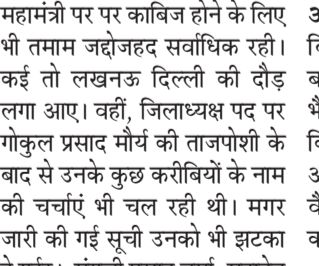 महामंत्री पर पर काबिज होने के लिए
भी तमाम जद्दोजहद सर्वाधिक रही।
कई तो लखनऊ दिल्ली की दौड़
लगा आए। वहीं, जिलाध्यक्ष पद पर
गोकुल प्रसाद मौर्य की ताजपोशी के
बाद से उनके कुछ करीबियों के नाम
की चर्चाएं भी चल रही थी। मगर
जारी की गई सूची उनको भी झटका